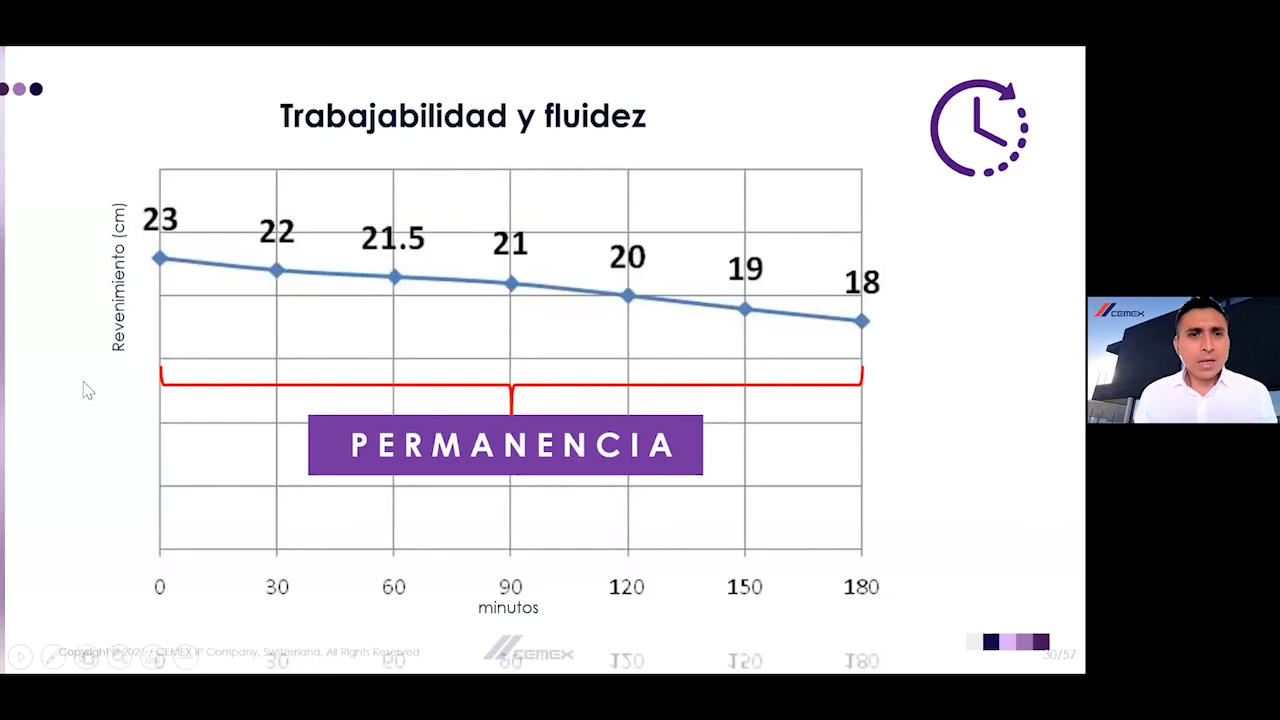 Trabajabilidad y fluidez
Revenimiento (cm)
23
22
21.5
21
20
19
18
PERMANENCIA
0
30
60
90
120
150
180
minutos
Copyright © 2021 / CEMEX IP Company, Switzerland, All Rights Reserved
CEMEX
30/57
CEMEX